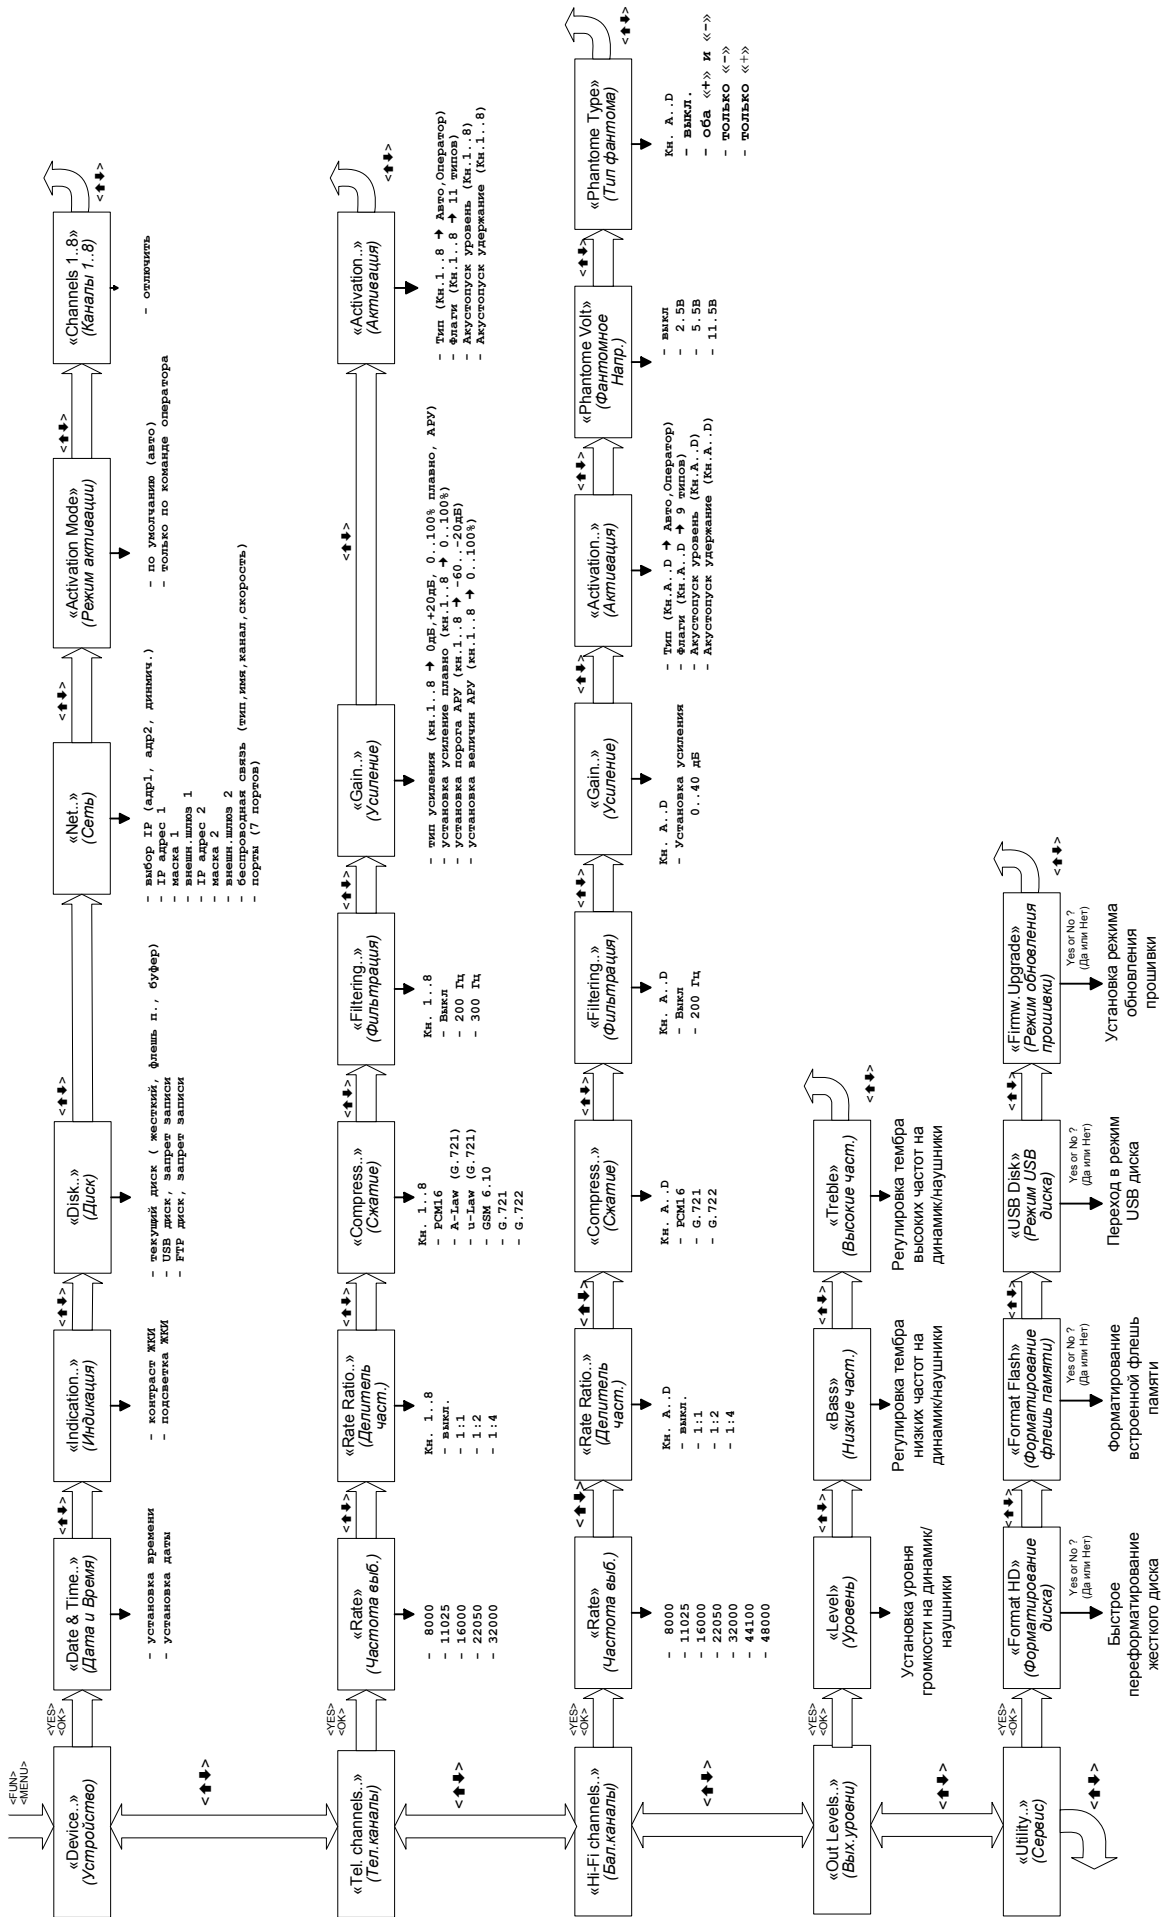 <FUN>
<MENU>
«Device..»
(Устройство)
<YES>
<OK>
«Date & Time..»
(Дата и Время)
- установка времени
- установка даты
<🡅🡇>
«Indication..»
(Индикация)
- контраст ЖКИ
- подсветка ЖКИ
<🡅🡇>
«Disk..»
(Диск)
- текущий диск ( жесткий, флешь п., буфер)
- USB диск, запрет записи
- FTP диск, запрет записи
<🡅🡇>
«Net..»
(Сеть)
- выбор IP (адр1, адр2, динмич.)
- IP адрес 1
- маска 1
- внешн.шлюз 1
- IP адрес 2
- маска 2
- внешн.шлюз 2
- беспроводная связь (тип,имя,канал,скорость)
- порты (7 портов)
<🡅🡇>
«Activation Mode»
(Режим активации)
- по умолчанию (авто)
- только по команде оператора
<🡅🡇>
«Channels 1..8»
(Каналы 1..8)
- отлючить
<🡅🡇>
<🡅🡇>
«Tel. channels..»
(Тел.каналы)
<YES>
<OK>
«Rate»
(Частота выб.)
- 8000
- 11025
- 16000
- 22050
- 32000
<🡅🡇>
«Rate Ratio..»
(Делитель
част.)
Кн. 1..8
- выкл.
- 1:1
- 1:2
- 1:4
<🡅🡇>
«Compress..»
(Сжатие)
Кн. 1..8
- PCM16
- A-Law (G.721)
- u-Law (G.721)
- GSM 6.10
- G.721
- G.722
<🡅🡇>
«Filtering..»
(Фильтрация)
Кн. 1..8
- Выкл
- 200 Гц
- 300 Гц
<🡅🡇>
«Gain..»
(Усиление)
- тип усиления (кн.1..8 ➔ 0дБ,+20дБ, 0..100% плавно, АРУ)
- установка усиление плавно (кн.1..8 ➔ 0..100%)
- установка порога АРУ (кн.1..8 ➔ -60..-20дБ)
- установка величин АРУ (кн.1..8 ➔ 0..100%)
<🡅🡇>
«Activation..»
(Активация)
- Тип (Кн.1..8 ➔ Авто,Оператор)
- Флаги (Кн.1..8 ➔ 11 типов)
- Акустопуск уровень (Кн.1..8)
- Акустопуск удержание (Кн.1..8)
<🡅🡇>
<🡅🡇>
«Hi-Fi channels..»
(Бал.каналы)
<YES>
<OK>
«Rate»
(Частота выб.)
- 8000
- 11025
- 16000
- 22050
- 32000
- 44100
- 48000
<🡅🡇>
«Rate Ratio..»
(Делитель
част.)
Кн. A..D
- выкл.
- 1:1
- 1:2
- 1:4
<🡅🡇>
«Compress..»
(Сжатие)
Кн. A..D
- PCM16
- G.721
- G.722
<🡅🡇>
«Filtering..»
(Фильтрация)
Кн. A..D
- Выкл
- 200 Гц
<🡅🡇>
«Gain..»
(Усиление)
Кн. A..D
- Установка усиления
0..40 дБ
<🡅🡇>
«Activation..»
(Активация)
- Тип (Кн.A..D ➔ Авто,Оператор)
- Флаги (Кн.A..D ➔ 9 типов)
- Акустопуск уровень (Кн.A..D)
- Акустопуск удержание (Кн.A..D)
<🡅🡇>
«Phantome Volt»
(Фантомное
Напр.)
- выкл
- 2.5В
- 5.5В
- 11.5В
<🡅🡇>
«Phantome Type»
(Тип фантома)
Кн. A..D
- выкл.
- оба «+» и «-»
- только «-»
- только «+»
<🡅🡇>
<🡅🡇>
«Out Levels..»
(Вых.уровни)
<YES>
<OK>
«Level»
(Уровень)
Установка уровня
громкости на динамик/
наушники
<🡅🡇>
«Bass»
(Низкие част.)
Регулировка тембра
низких частот на
динамик/наушники
<🡅🡇>
«Treble»
(Высокие част.)
Регулировка тембра
высоких частот на
динамик/наушники
<🡅🡇>
<🡅🡇>
«Utility..»
(Сервис)
<🡅🡇>
<YES>
<OK>
«Format HD»
(Форматирование
диска)
Yes or No ?
(Да или Нет)
Быстрое
переформатирование
жесткого диска
<🡅🡇>
«Format Flash»
(Форматирование
флешь памяти)
Yes or No ?
(Да или Нет)
Форматирование
встроенной флешь
памяти
<🡅🡇>
«USB Disk»
(Режим USB
диска)
Yes or No ?
(Да или Нет)
Переход в режим
USB диска
<🡅🡇>
«Firmw.Upgrade»
(Режим обновления
прошивки)
Yes or No ?
(Да или Нет)
Установка режима
обновления
прошивки
<🡅🡇>